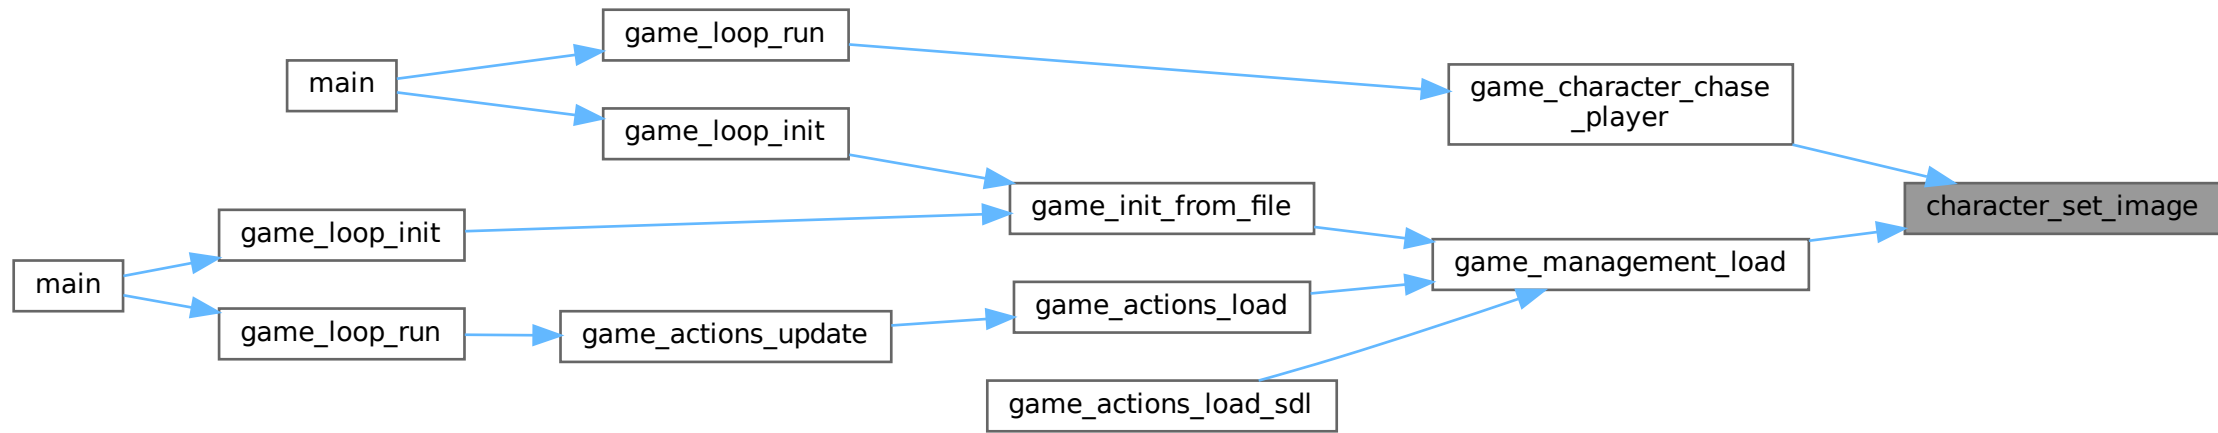 game_loop_run
main
game_character_chase
_player
game_loop_init
game_init_from_file
character_set_image
game_loop_init
game_management_load
main
game_actions_load
game_loop_run
game_actions_update
game_actions_load_sdl